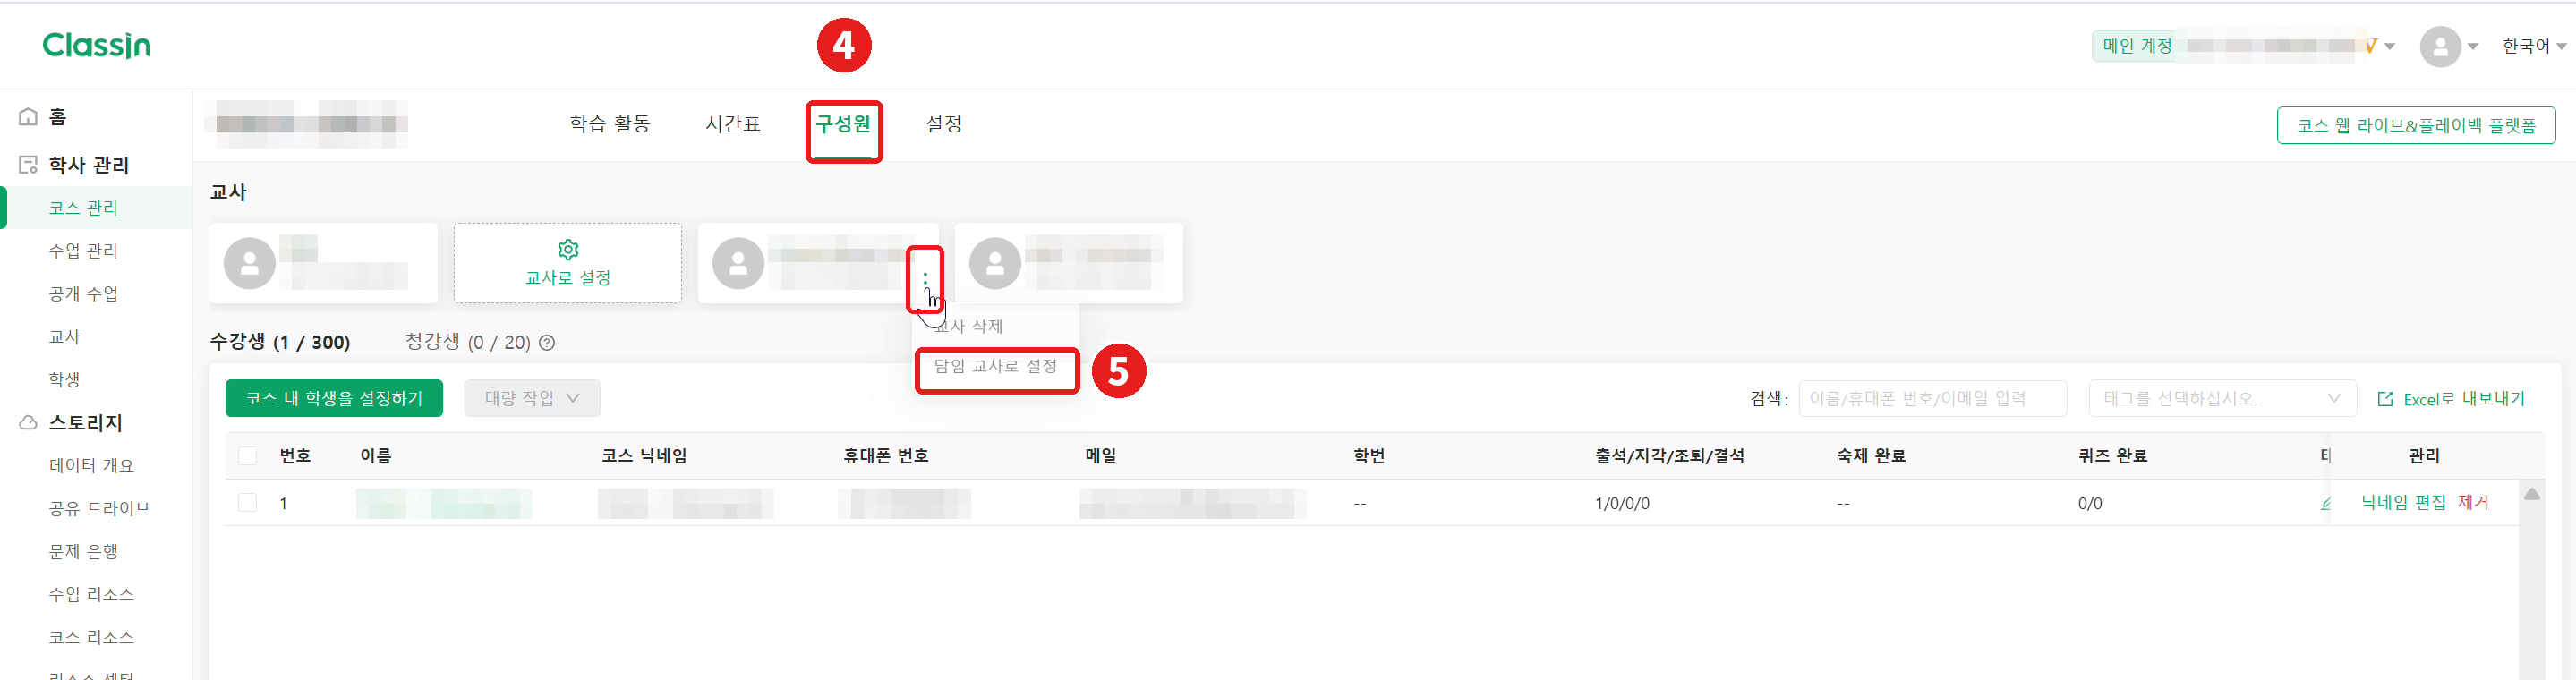 ClassIn
4
메인 계정
한국어
홈
학습 활동
시간표
구성원
설정
코스 웹 라이브&플레이백 플랫폼
학사 관리
코스 관리
수업 관리
공개 수업
교사
학생
스토리지
데이터 개요
공유 드라이브
문제 은행
수업 리소스
코스 리소스
교사
교사로 설정
교사 삭제
담임 교사로 설정
5
수강생 (1 / 300)
청강생 (0 / 20)
코스 내 학생을 설정하기
대량 작업
검색:
이름/휴대폰 번호/이메일 입력
태그를 선택하십시오.
Excel로 내보내기
번호 이름 코스 닉네임 휴대폰 번호 메일 학번 출석/지각/조퇴/결석 숙제 완료 퀴즈 완료 관리
1 -- 1/0/0/0 -- 0/0 닉네임 편집 제거